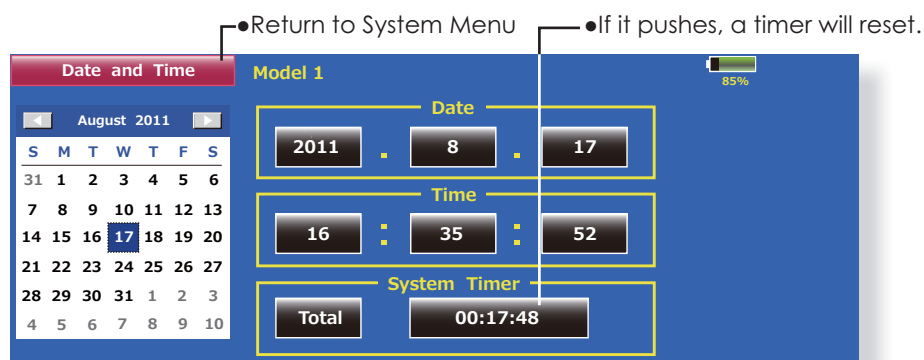 ●Return to System Menu ●If it pushes, a timer will reset.
Date and Time Model 1 85%
Date
August 2011
2011 . 8 . 17
S M T W T F S
31 1 2 3 4 5 6
Time
7 8 9 10 11 12 13
16 : 35 : 52
14 15 16 17 18 19 20
21 22 23 24 25 26 27
System Timer
28 29 30 31 1 2 3
Total 00:17:48
4 5 6 7 8 9 10